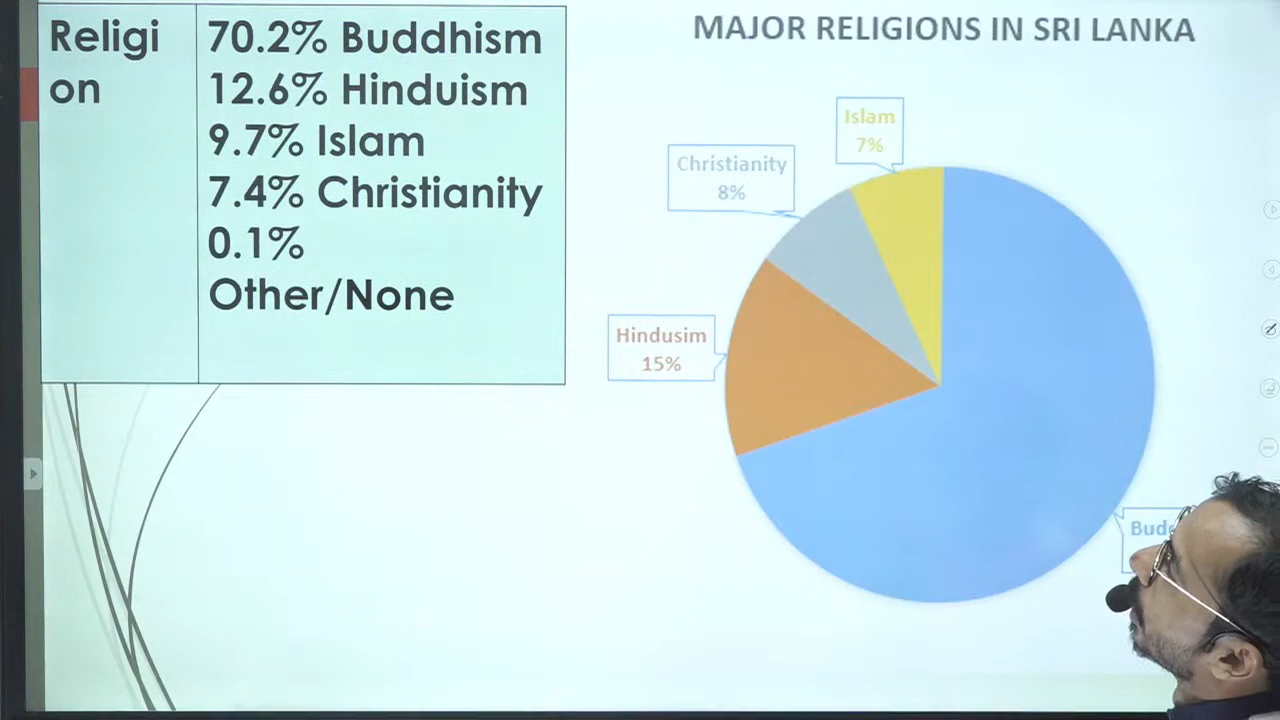 Religi
on
70.2% Buddhism
12.6% Hinduism
9.7% Islam
7.4% Christianity
0.1%
Other/None
MAJOR RELIGIONS IN SRI LANKA
Islam
7%
Christianity
8%
Hindusim
15%